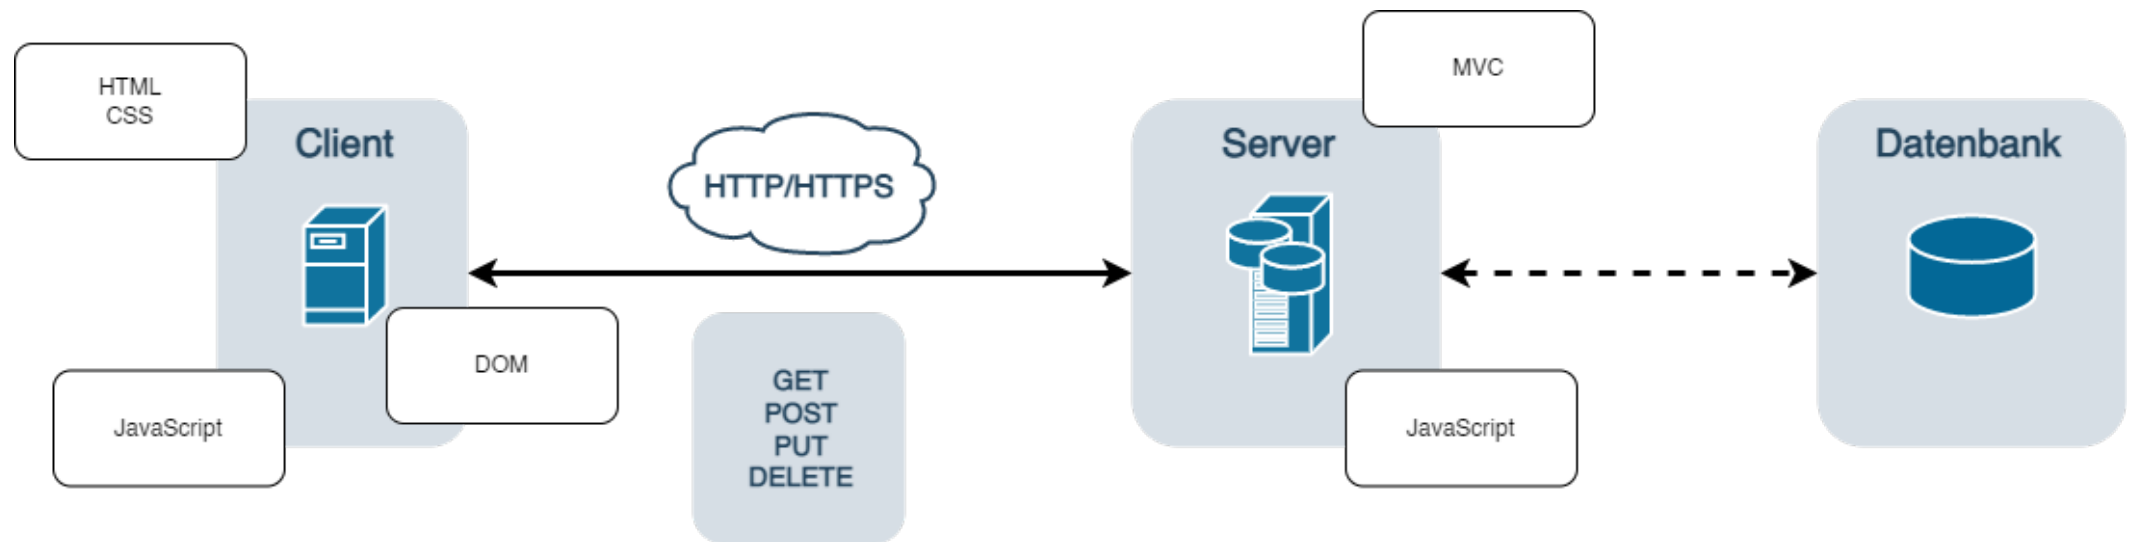 HTML
CSS
Client
JavaScript
DOM
HTTP/HTTPS
GET
POST
PUT
DELETE
MVC
Server
JavaScript
Datenbank